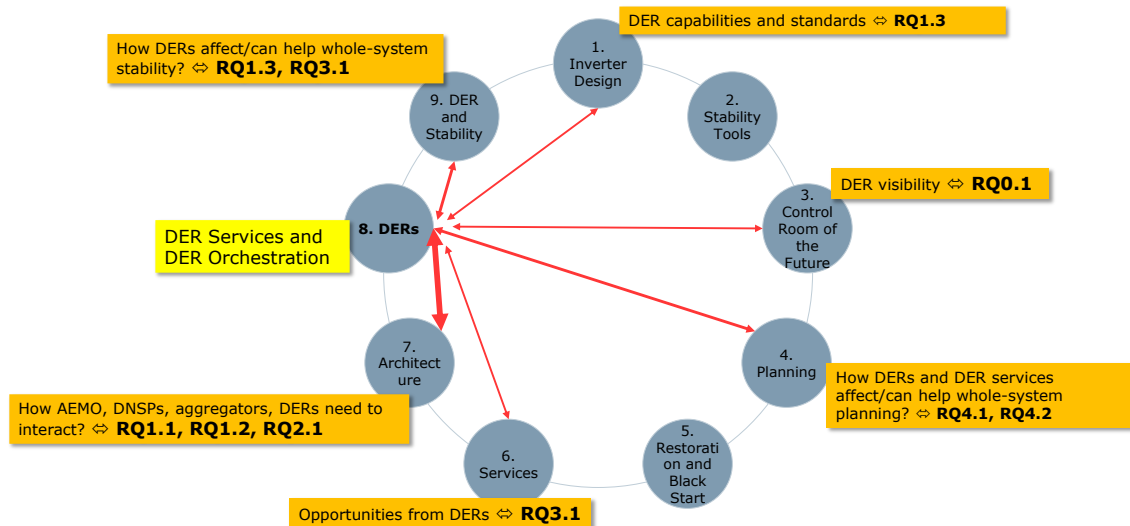 DER capabilities and standards ⇔ RQ1.3
How DERs affect/can help whole-system
stability? ⇔ RQ1.3, RQ3.1
1.
Inverter
Design
9. DER
and
Stability
2.
Stability
Tools
DER visibility ⇔ RQ0.1
3.
Control
Room of
the
Future
8. DERs
DER Services and
DER Orchestration
7.
Architect
ure
4.
Planning
How DERs and DER services
affect/can help whole-system
planning? ⇔ RQ4.1, RQ4.2
How AEMO, DNSPs, aggregators, DERs need to
interact? ⇔ RQ1.1, RQ1.2, RQ2.1
6.
Services
5.
Restorati
on and
Black
Start
Opportunities from DERs ⇔ RQ3.1